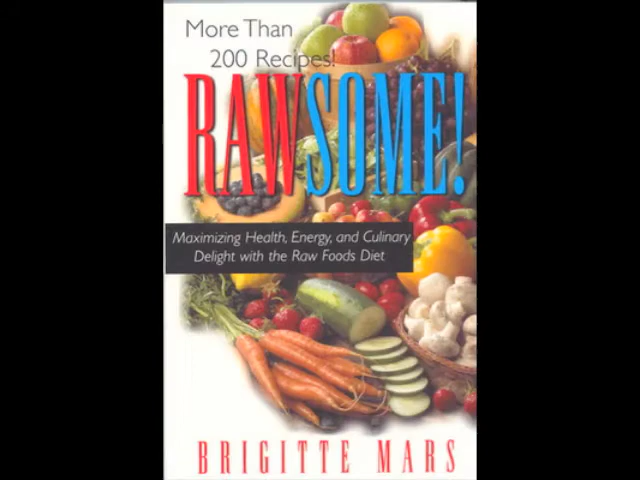 More Than
200 Recipes!
RAWSOME!
Maximizing Health, Energy, and Culinary
Delight with the Raw Foods Diet
BRIGITTE MARS